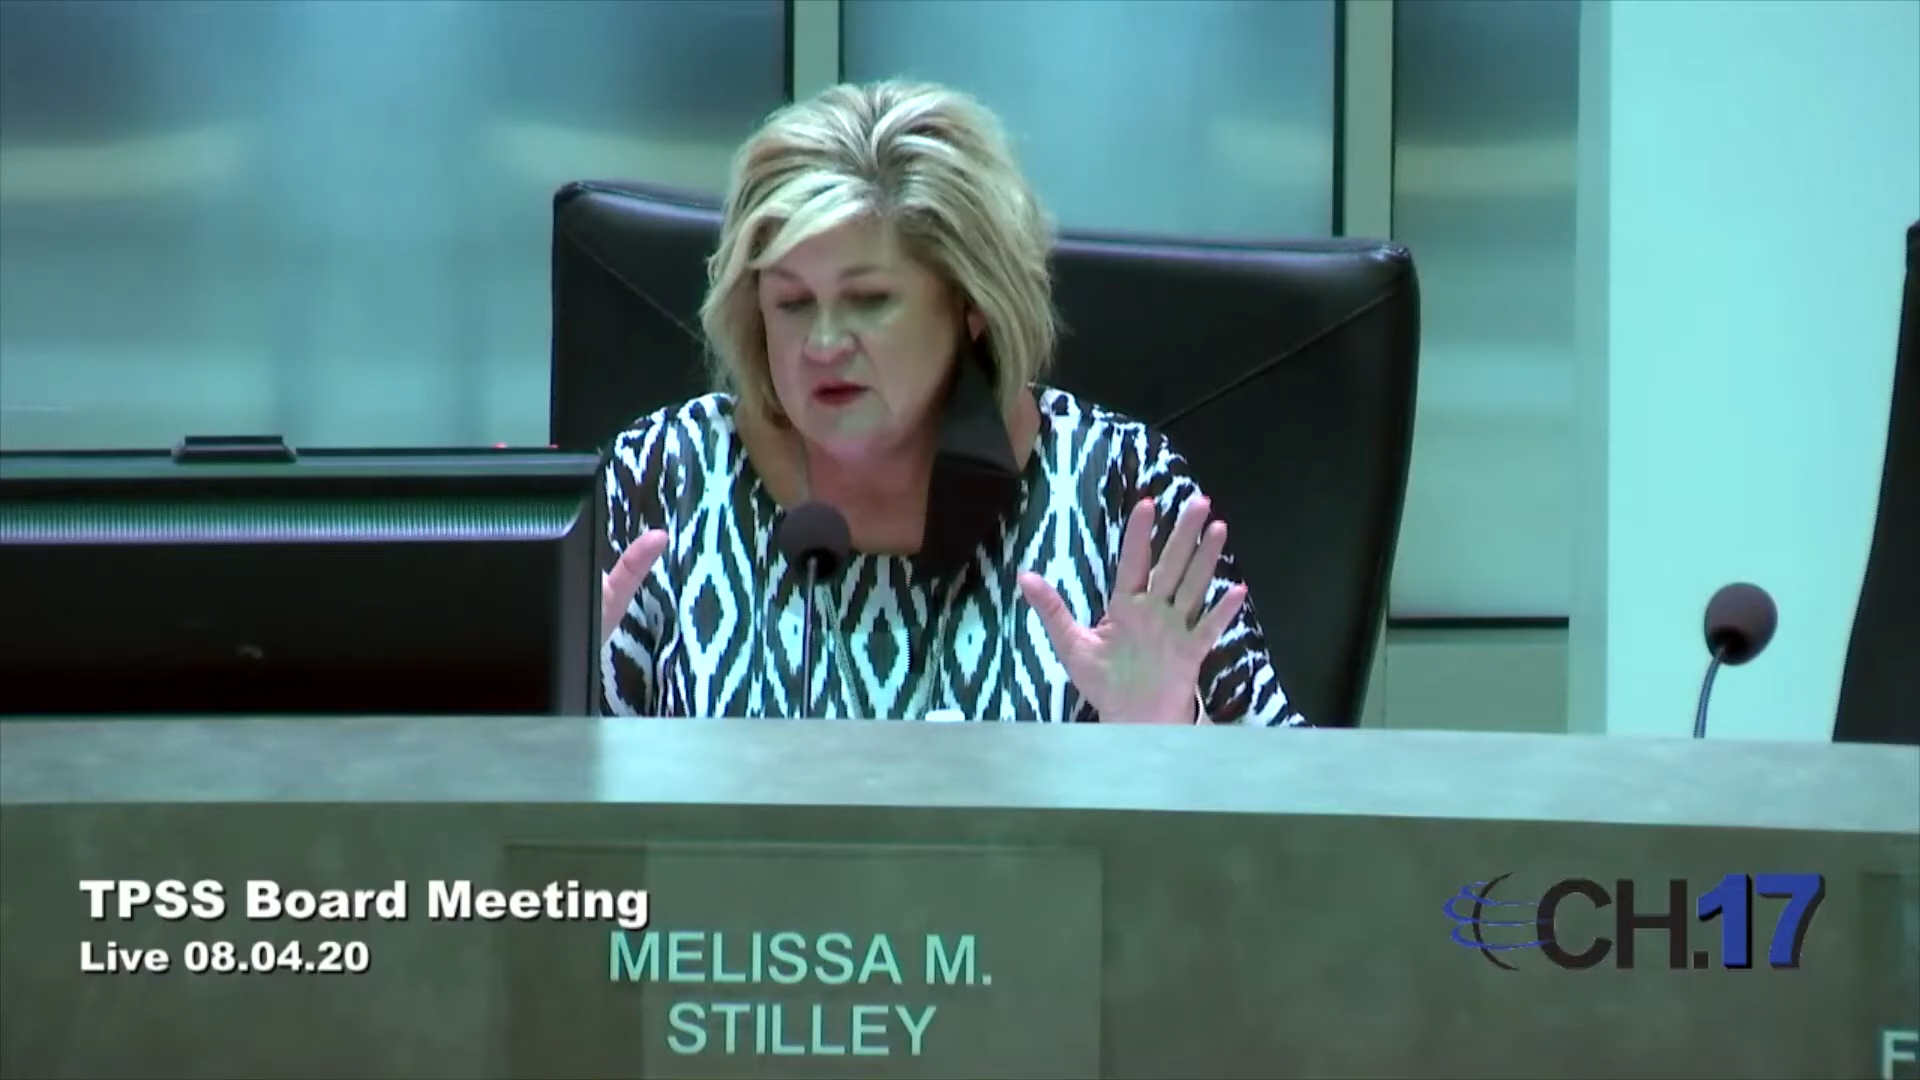 TPSS Board Meeting
Live 08.04.20
MELISSA M.
STILLEY
CH.17
F